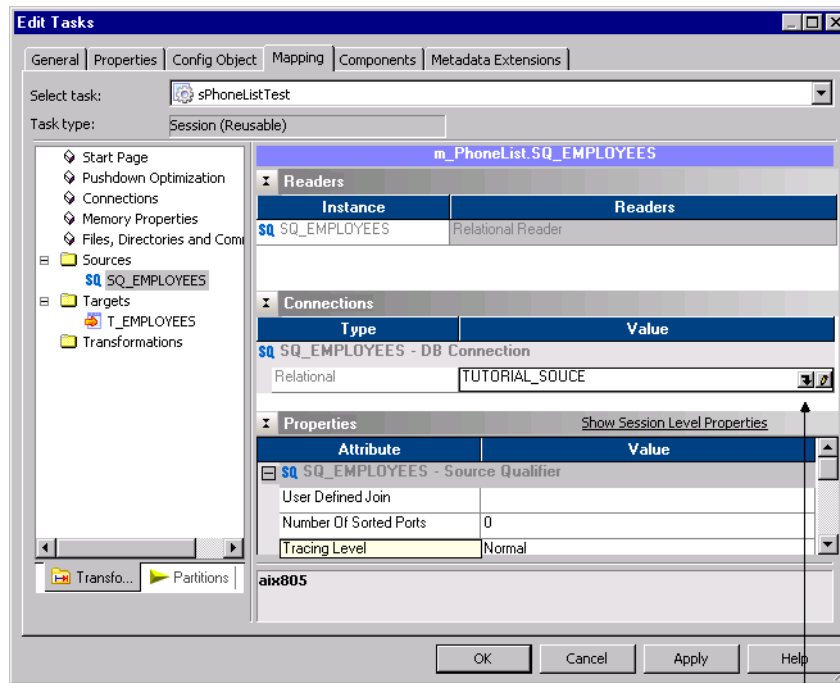 Edit Tasks
General Properties Config Object Mapping Components Metadata Extensions
Select task: sPhoneListTest
Task type: Session (Reusable)
Start Page
Pushdown Optimization
Connections
Memory Properties
Files, Directories and Com
Sources
SQ SQ_EMPLOYEES
Targets
T_EMPLOYEES
Transformations
Transfo... Partitions
m_PhoneList.SQ_EMPLOYEES
Readers
Instance Readers
SQ SQ_EMPLOYEES Relational Reader
Connections
Type Value
SQ SQ_EMPLOYEES - DB Connection
Relational TUTORIAL_SOUCE
Properties Show Session Level Properties
Attribute Value
SQ SQ_EMPLOYEES - Source Qualifier
User Defined Join
Number Of Sorted Ports 0
Tracing Level Normal
aix805
OK Cancel Apply Help